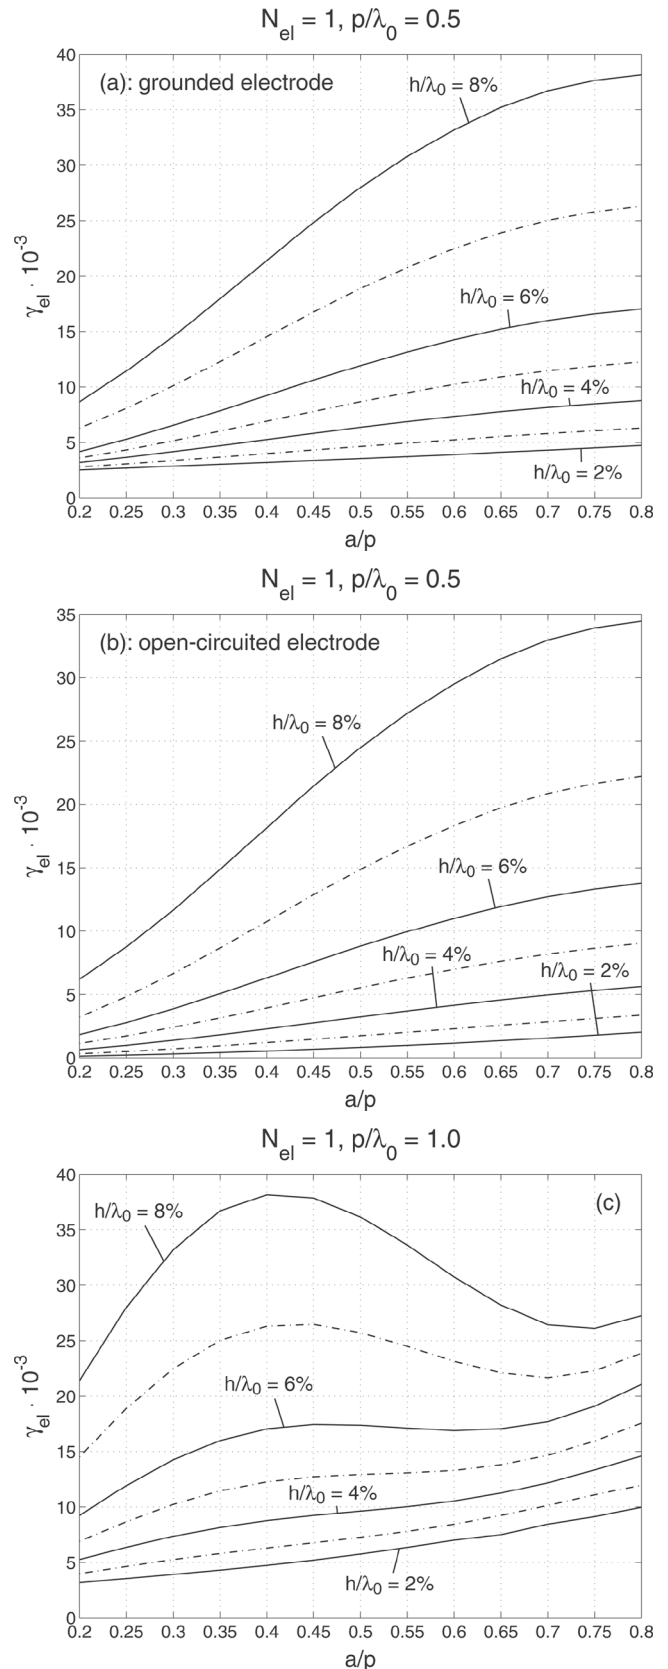 N_el = 1, p/λ_0 = 0.5
40
(a): grounded electrode
h/λ_0 = 8%
35
30
25
γ_el · 10^-3
20
h/λ_0 = 6%
15
10
h/λ_0 = 4%
5
h/λ_0 = 2%
0
0.2 0.25 0.3 0.35 0.4 0.45 0.5 0.55 0.6 0.65 0.7 0.75 0.8
a/p
N_el = 1, p/λ_0 = 0.5
35
(b): open-circuited electrode
30
h/λ_0 = 8%
25
20
γ_el · 10^-3
15
h/λ_0 = 6%
10
h/λ_0 = 4%
h/λ_0 = 2%
5
0
0.2 0.25 0.3 0.35 0.4 0.45 0.5 0.55 0.6 0.65 0.7 0.75 0.8
a/p
N_el = 1, p/λ_0 = 1.0
40
(c)
h/λ_0 = 8%
35
30
25
γ_el · 10^-3
h/λ_0 = 6%
20
15
h/λ_0 = 4%
10
5
h/λ_0 = 2%
0
0.2 0.25 0.3 0.35 0.4 0.45 0.5 0.55 0.6 0.65 0.7 0.75 0.8
a/p